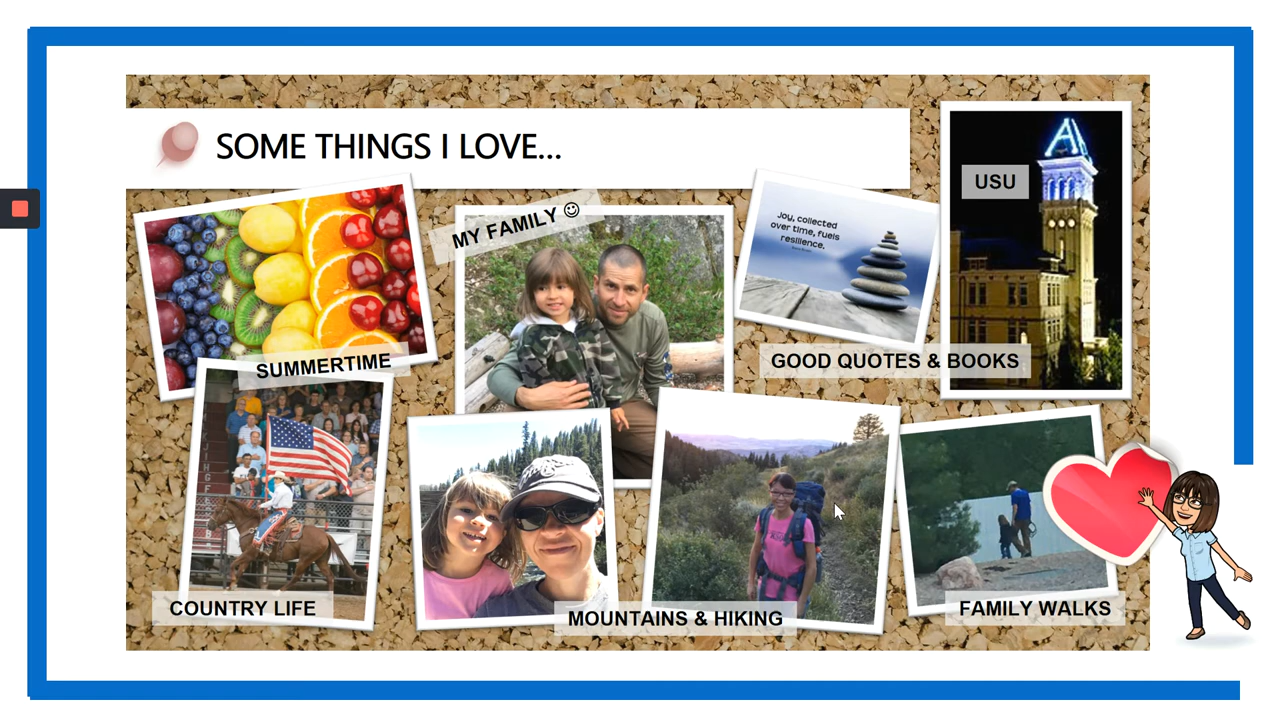 SOME THINGS I LOVE...
USU
MY FAMILY ☺
Joy, collected
over time, fuels
resilience.
SUMMERTIME
GOOD QUOTES & BOOKS
COUNTRY LIFE
MOUNTAINS & HIKING
FAMILY WALKS